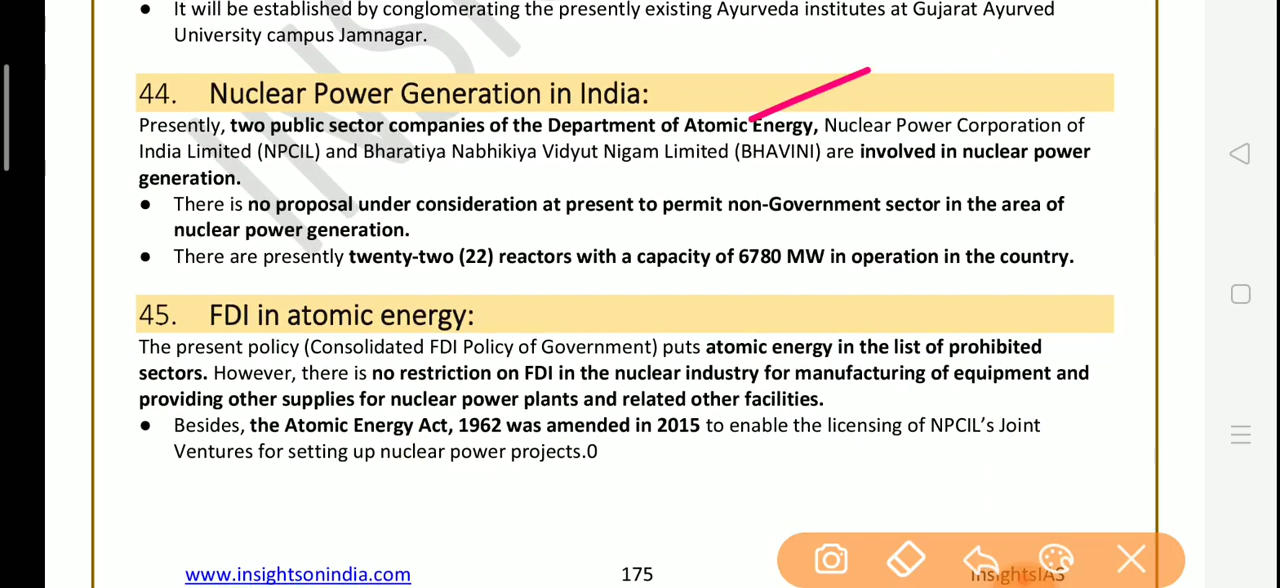 ● It will be established by conglomerating the presently existing Ayurveda institutes at Gujarat Ayurved
University campus Jamnagar.
44. Nuclear Power Generation in India:
Presently, two public sector companies of the Department of Atomic Energy, Nuclear Power Corporation of
India Limited (NPCIL) and Bharatiya Nabhikiya Vidyut Nigam Limited (BHAVINI) are involved in nuclear power
generation.
● There is no proposal under consideration at present to permit non-Government sector in the area of
nuclear power generation.
● There are presently twenty-two (22) reactors with a capacity of 6780 MW in operation in the country.
45. FDI in atomic energy:
The present policy (Consolidated FDI Policy of Government) puts atomic energy in the list of prohibited
sectors. However, there is no restriction on FDI in the nuclear industry for manufacturing of equipment and
providing other supplies for nuclear power plants and related other facilities.
● Besides, the Atomic Energy Act, 1962 was amended in 2015 to enable the licensing of NPCIL's Joint
Ventures for setting up nuclear power projects.0
www.insightsonindia.com 175 InsightsIAS